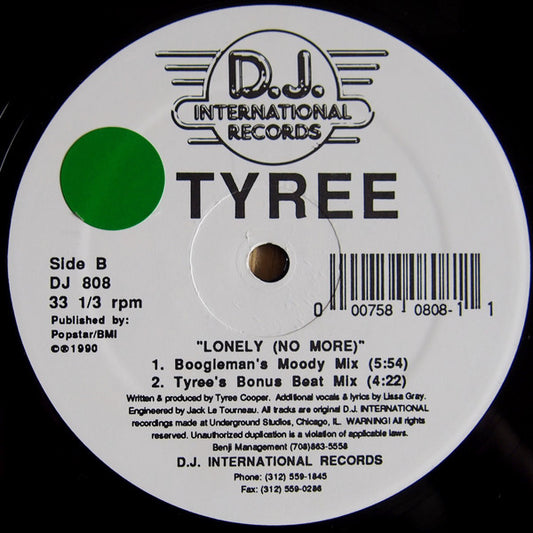 D.J.
INTERNATIONAL
RECORDS
TYREE
Side B
DJ 808
33 1/3 rpm
Published by:
Popstar/BMI
©℗1990
0 00758 0808-1 1
"LONELY (NO MORE)"
1. Boogieman's Moody Mix (5:54)
2. Tyree's Bonus Beat Mix (4:22)
Written & produced by Tyree Cooper. Additional vocals & lyrics by Lissa Gray.
Engineered by Jack Le Tourneau. All tracks are original D.J. INTERNATIONAL
recordings made at Underground Studios, Chicago, IL. WARNING! All rights
reserved. Unauthorized duplication is a violation of applicable laws.
Benji Management (708)863-5558
D.J. INTERNATIONAL RECORDS
Phone: (312) 559-1845
Fax: (312) 559-0286